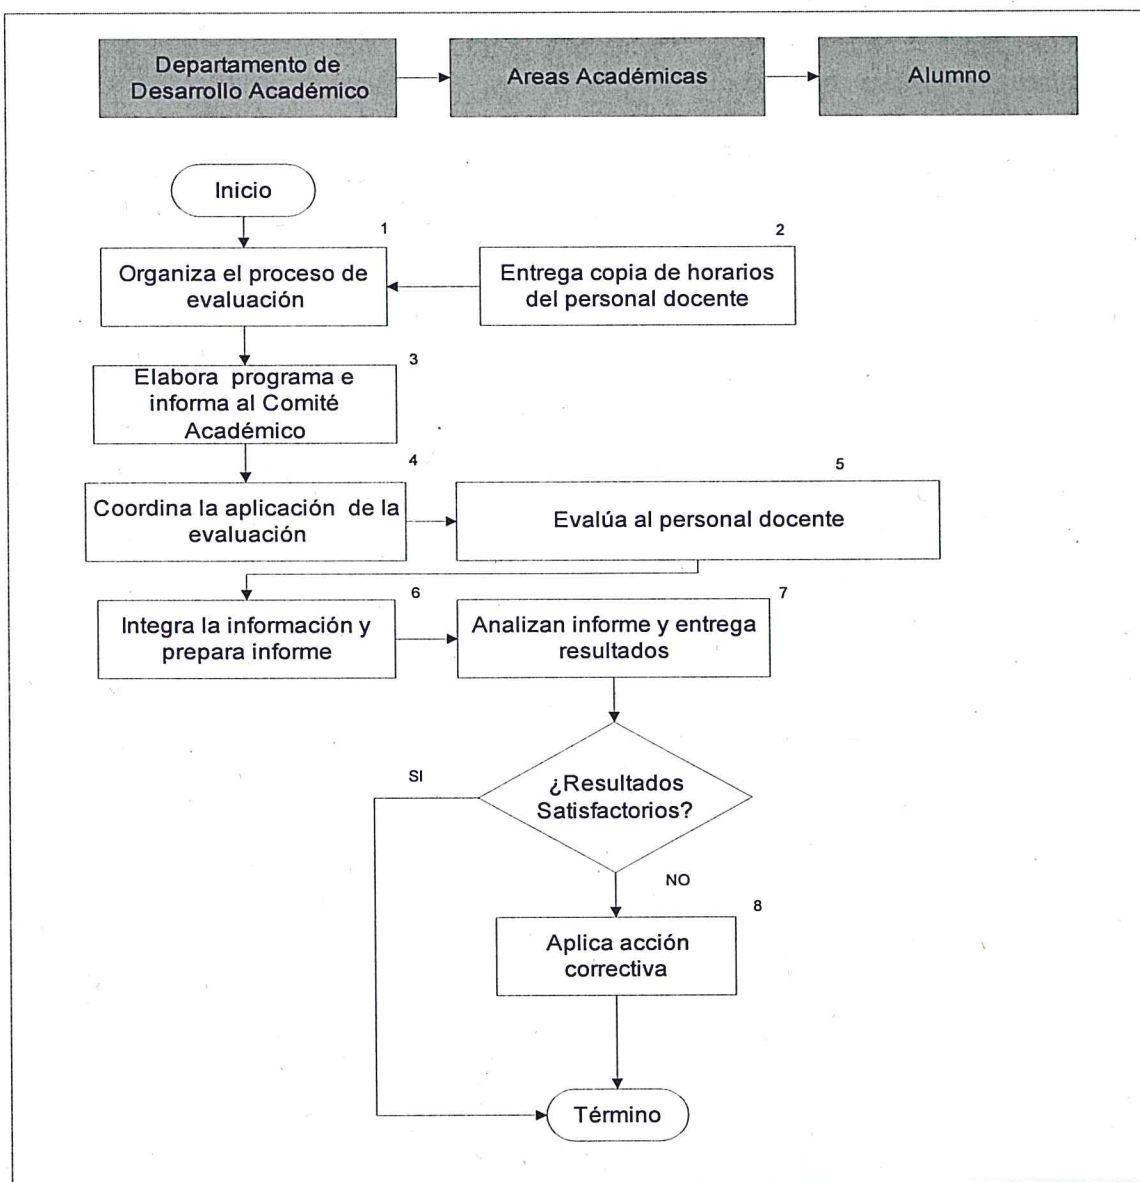 Departamento de
Desarrollo Académico
Areas Académicas
Alumno
Inicio
1
Organiza el proceso de
evaluación
2
Entrega copia de horarios
del personal docente
3
Elabora programa e
informa al Comité
Académico
4
Coordina la aplicación de la
evaluación
5
Evalúa al personal docente
6
Integra la información y
prepara informe
7
Analizan informe y entrega
resultados
¿Resultados
Satisfactorios?
SI
NO
8
Aplica acción
correctiva
Término